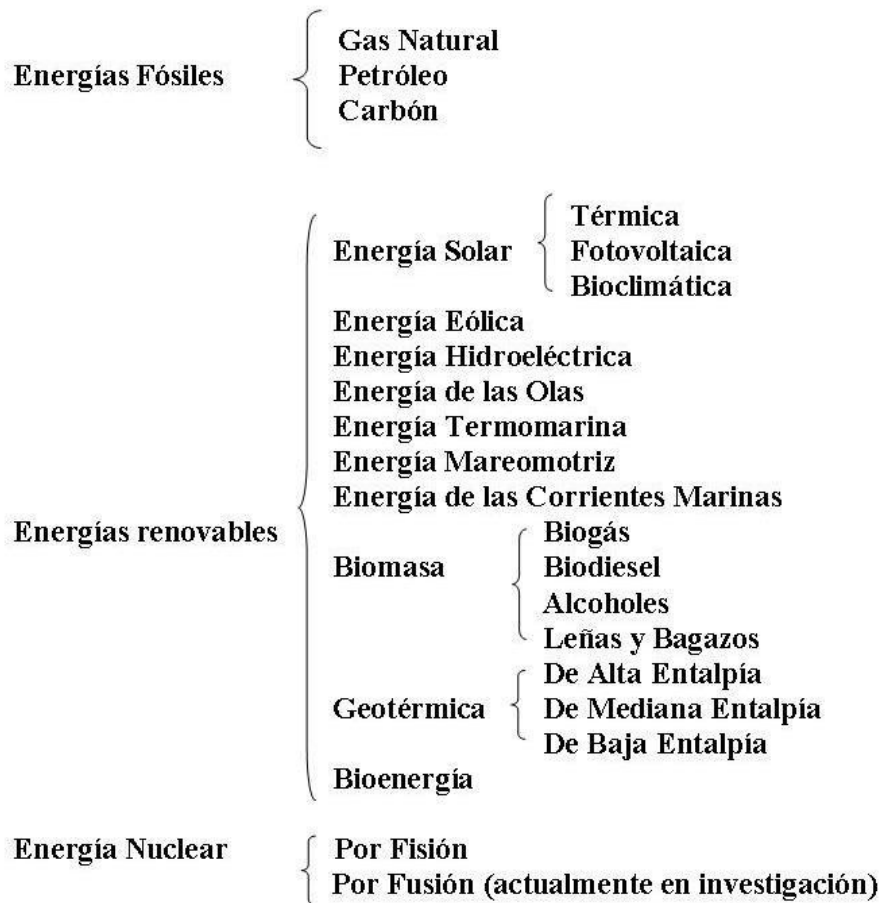 Gas Natural
Energías Fósiles Petróleo
Carbón
Térmica
Energía Solar Fotovoltaica
Bioclimática
Energía Eólica
Energía Hidroeléctrica
Energía de las Olas
Energía Termomarina
Energía Mareomotriz
Energía de las Corrientes Marinas
Energías renovables Biogás
Biomasa Biodiesel
Alcoholes
Leñas y Bagazos
De Alta Entalpía
Geotérmica De Mediana Entalpía
De Baja Entalpía
Bioenergía
Energía Nuclear Por Fisión
Por Fusión (actualmente en investigación)